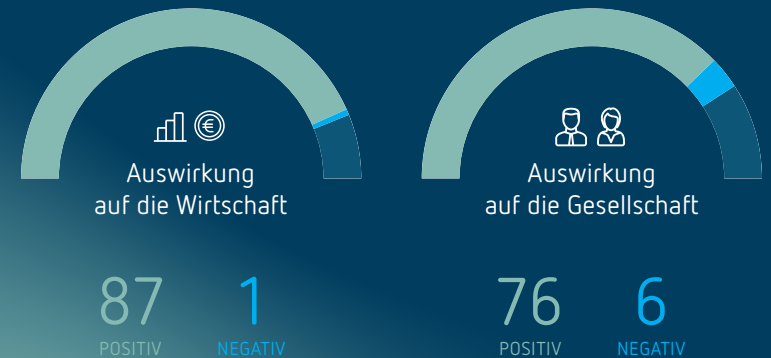 €
Auswirkung
auf die Wirtschaft
87
POSITIV
1
NEGATIV
Auswirkung
auf die Gesellschaft
76
POSITIV
6
NEGATIV